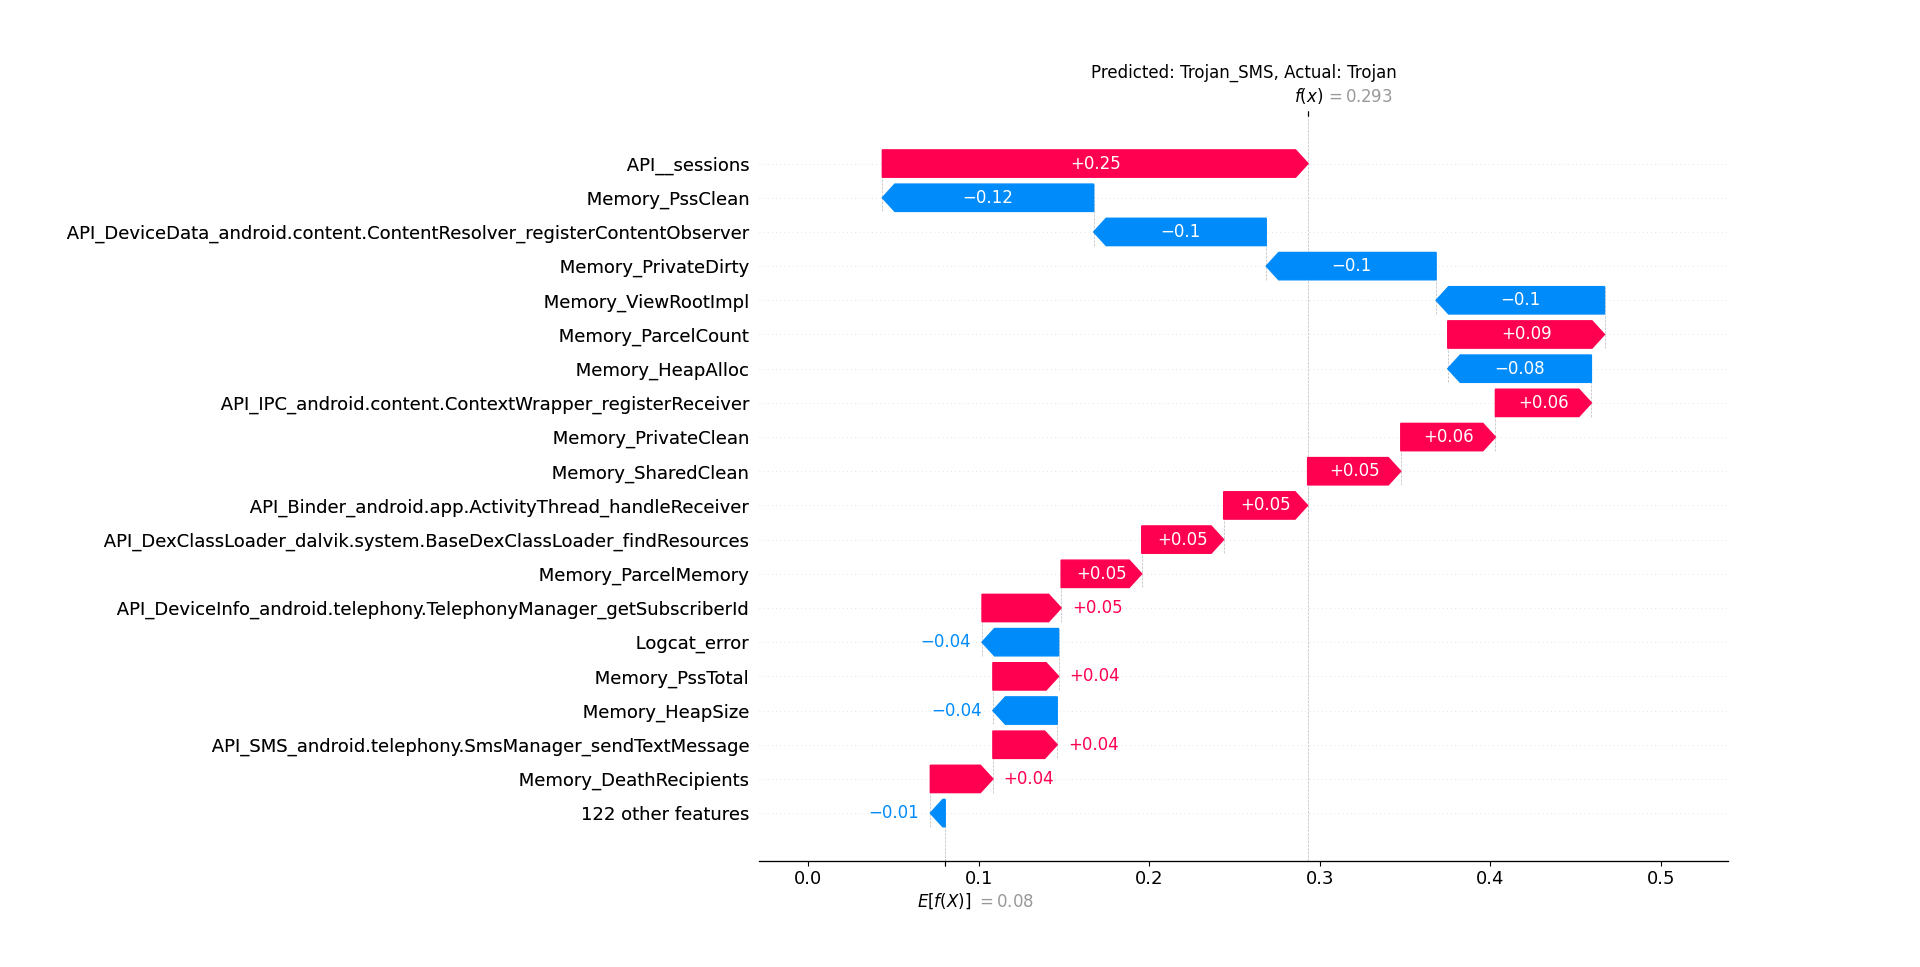 Predicted: Trojan_SMS, Actual: Trojan
f(x) = 0.293
API__sessions +0.25
Memory_PssClean −0.12
API_DeviceData_android.content.ContentResolver_registerContentObserver −0.1
Memory_PrivateDirty −0.1
Memory_ViewRootImpl −0.1
Memory_ParcelCount +0.09
Memory_HeapAlloc −0.08
API_IPC_android.content.ContextWrapper_registerReceiver +0.06
Memory_PrivateClean +0.06
Memory_SharedClean +0.05
API_Binder_android.app.ActivityThread_handleReceiver +0.05
API_DexClassLoader_dalvik.system.BaseDexClassLoader_findResources +0.05
Memory_ParcelMemory +0.05
API_DeviceInfo_android.telephony.TelephonyManager_getSubscriberId +0.05
Logcat_error −0.04
Memory_PssTotal +0.04
Memory_HeapSize −0.04
API_SMS_android.telephony.SmsManager_sendTextMessage +0.04
Memory_DeathRecipients +0.04
122 other features −0.01
0.0 0.1 0.2 0.3 0.4 0.5
E[f(X)] = 0.08